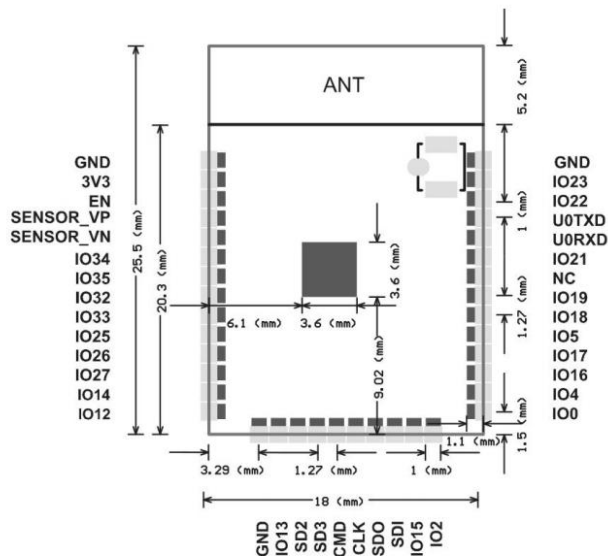 ANT
5.2 (mm)
GND
3V3
EN
SENSOR_VP
SENSOR_VN
IO34
IO35
IO32
IO33
IO25
IO26
IO27
IO14
IO12
25.5 (mm)
20.3 (mm)
6.1 (mm)
3.6 (mm)
3.6 (mm)
9.02 (mm)
1 (mm)
1.27 (mm)
1.5 (mm)
1.1 (mm)
GND
IO23
IO22
U0TXD
U0RXD
IO21
NC
IO19
IO18
IO5
IO17
IO16
IO4
IO0
3.29 (mm)
1.27 (mm)
1 (mm)
18 (mm)
GND
IO13
SD2
SD3
CMD
CLK
SDO
SDI
IO15
IO2